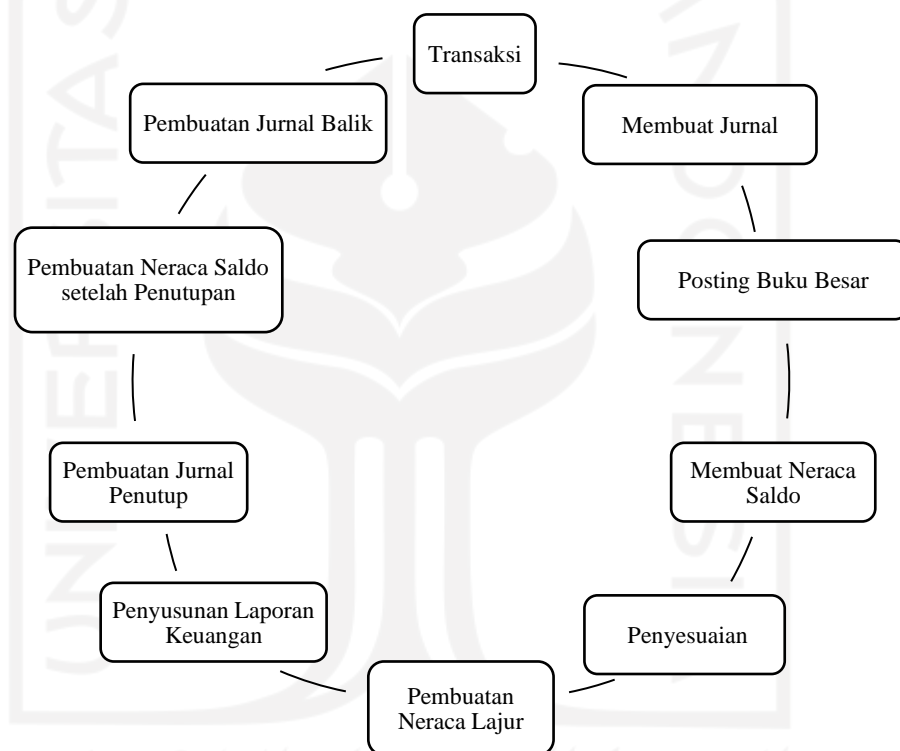 Transaksi
Membuat Jurnal
Posting Buku Besar
Membuat Neraca
Saldo
Penyesuaian
Pembuatan
Neraca Lajur
Penyusunan Laporan
Keuangan
Pembuatan Jurnal
Penutup
Pembuatan Neraca Saldo
setelah Penutupan
Pembuatan Jurnal Balik